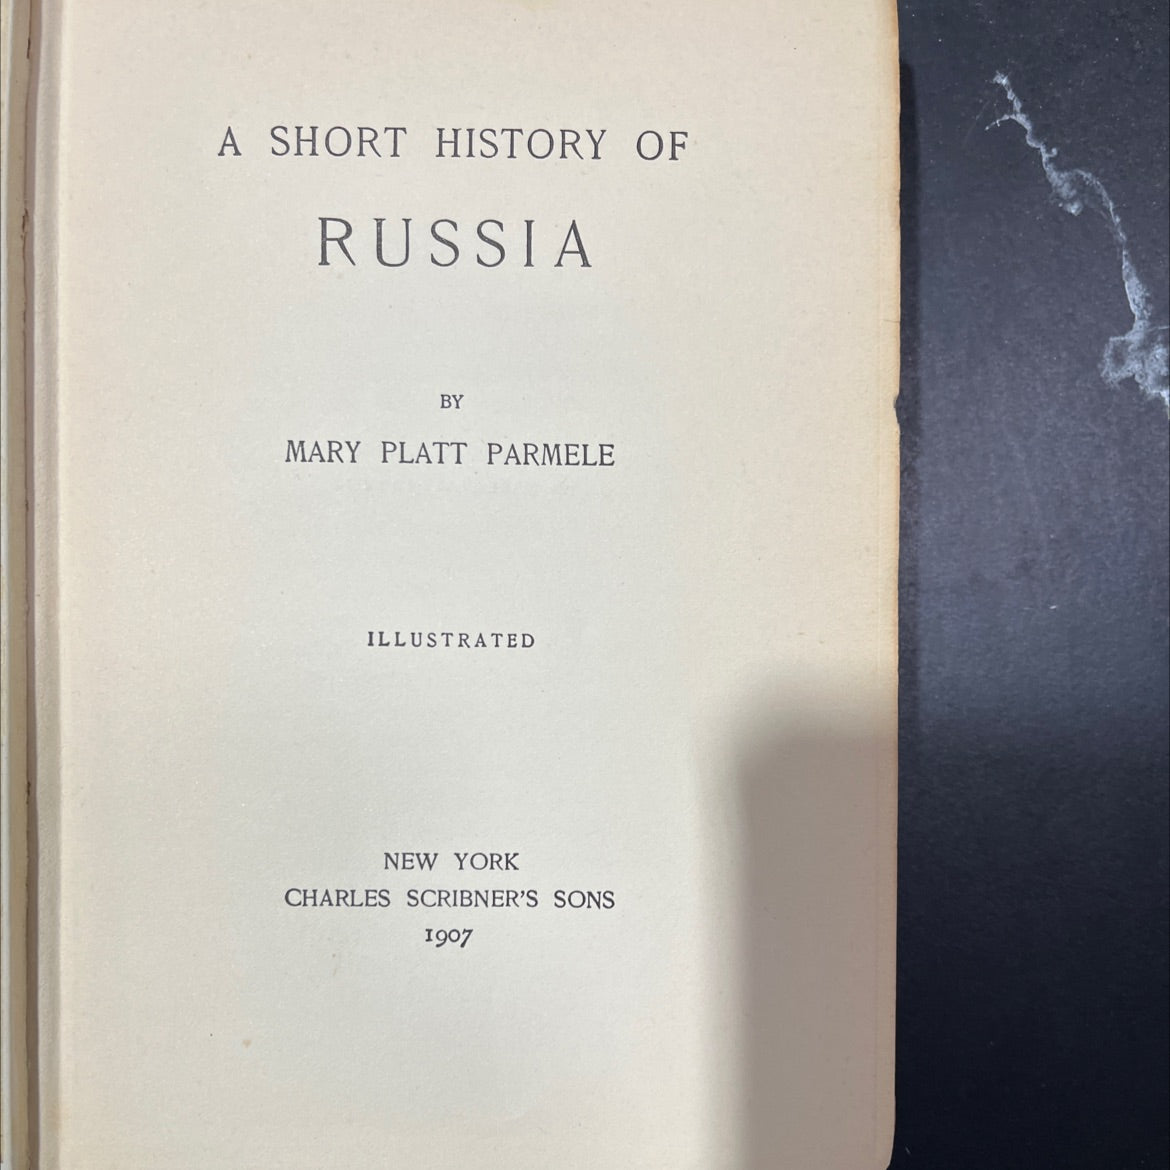 A SHORT HISTORY OF
RUSSIA
BY
MARY PLATT PARMELE
ILLUSTRATED
NEW YORK
CHARLES SCRIBNER'S SONS
1907